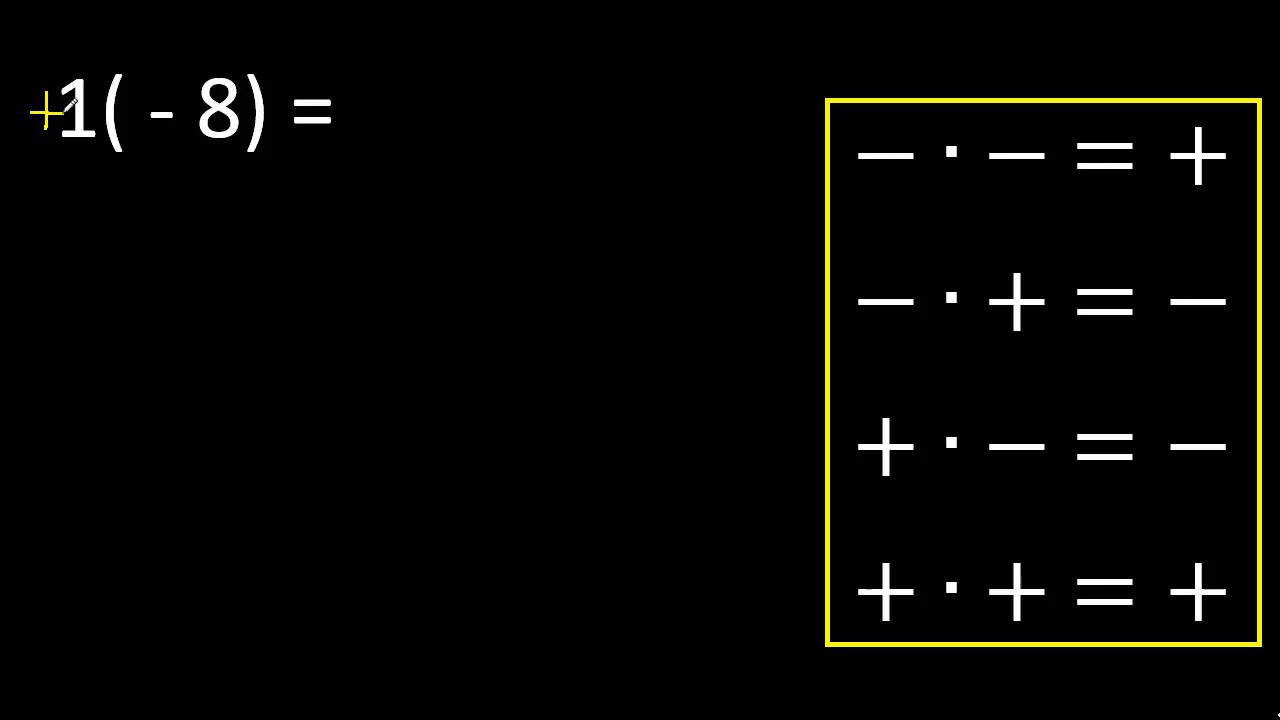 +1( - 8) =
− · − = +
− · + = −
+ · − = −
+ · + = +